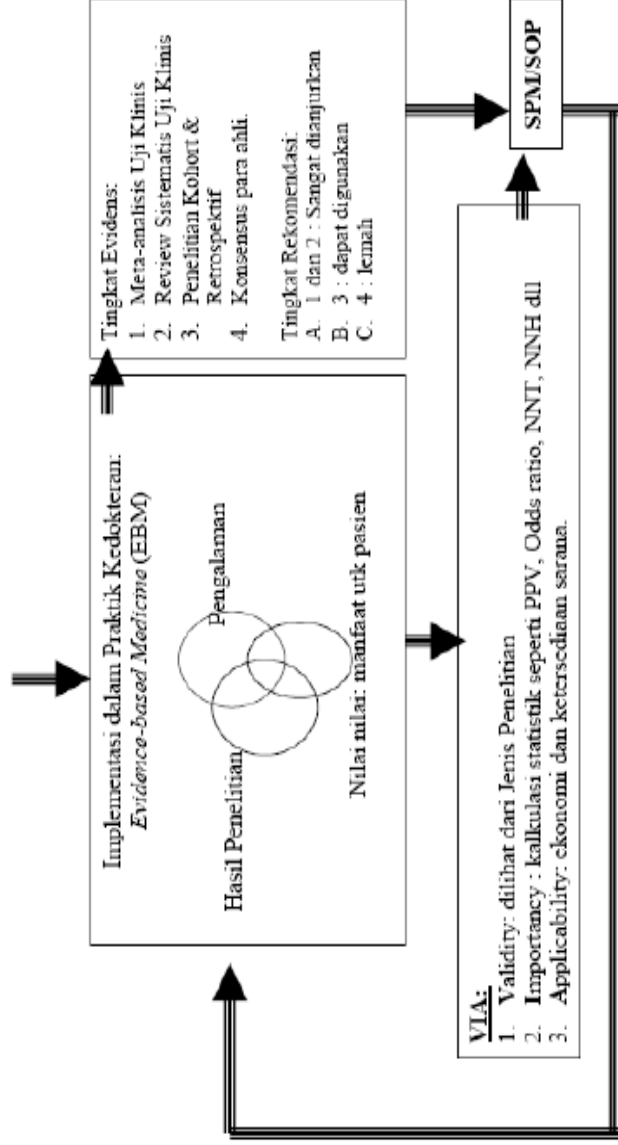 Implementasi dalam Praktik Kedokteran:
Evidence-based Medicine (EBM)
Hasil Penelitian
Pengalaman
Nilai nilai: manfaat utk pasien
Tingkat Evidens:
1. Meta-analisis Uji Klinis
2. Review Sistematis Uji Klinis
3. Penelitian Kohort &
Retrospektif
4. Konsensus para ahli.
Tingkat Rekomendasi:
A. 1 dan 2 : Sangat dianjurkan
B. 3 : dapat digunakan
C. 4 : lemah
VIA:
1. Validity: dilihat dari Jenis Penelitian
2. Importancy : kalkulasi statistik seperti PPV, Odds ratio, NNT, NNH dll
3. Applicability: ekonomi dan ketersediaan sarana.
SPM/SOP